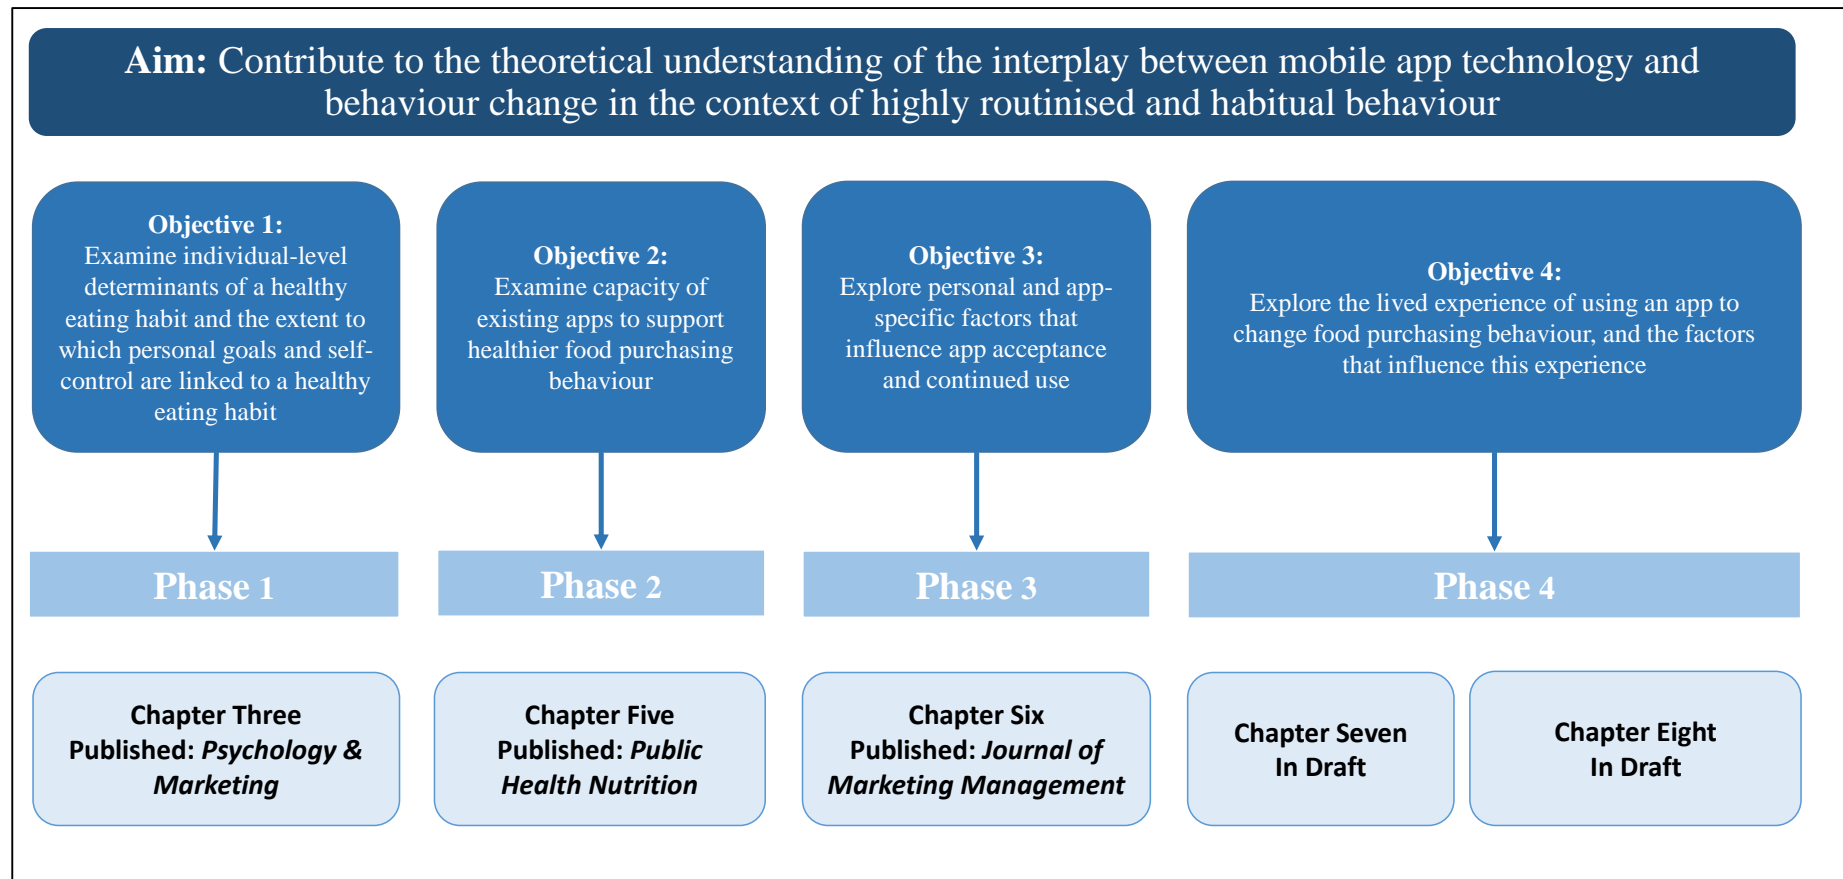 Aim: Contribute to the theoretical understanding of the interplay between mobile app technology and
behaviour change in the context of highly routinised and habitual behaviour
Objective 1:
Examine individual-level
determinants of a healthy
eating habit and the extent to
which personal goals and self-
control are linked to a healthy
eating habit
Objective 2:
Examine capacity of
existing apps to support
healthier food purchasing
behaviour
Objective 3:
Explore personal and app-
specific factors that
influence app acceptance
and continued use
Objective 4:
Explore the lived experience of using an app to
change food purchasing behaviour, and the factors
that influence this experience
Phase 1
Phase 2
Phase 3
Phase 4
Chapter Three
Published: Psychology &
Marketing
Chapter Five
Published: Public
Health Nutrition
Chapter Six
Published: Journal of
Marketing Management
Chapter Seven
In Draft
Chapter Eight
In Draft